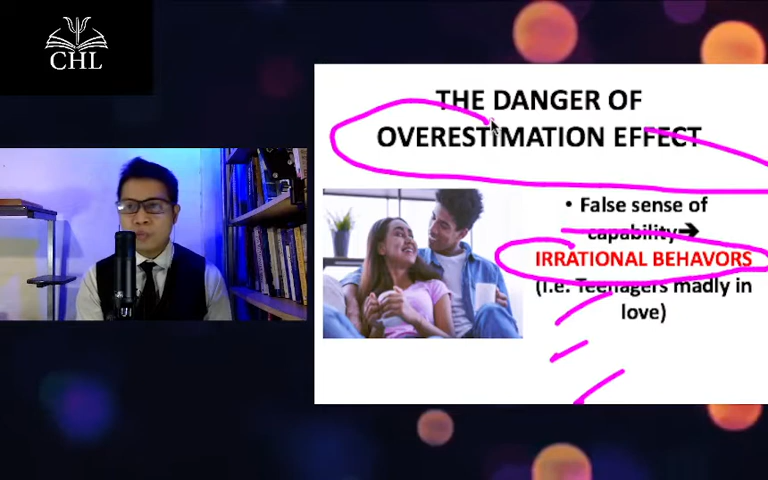 CHL
THE DANGER OF
OVERESTIMATION EFFECT
• False sense of
capability➔
IRRATIONAL BEHAVORS
(I.e. Teenagers madly in
love)